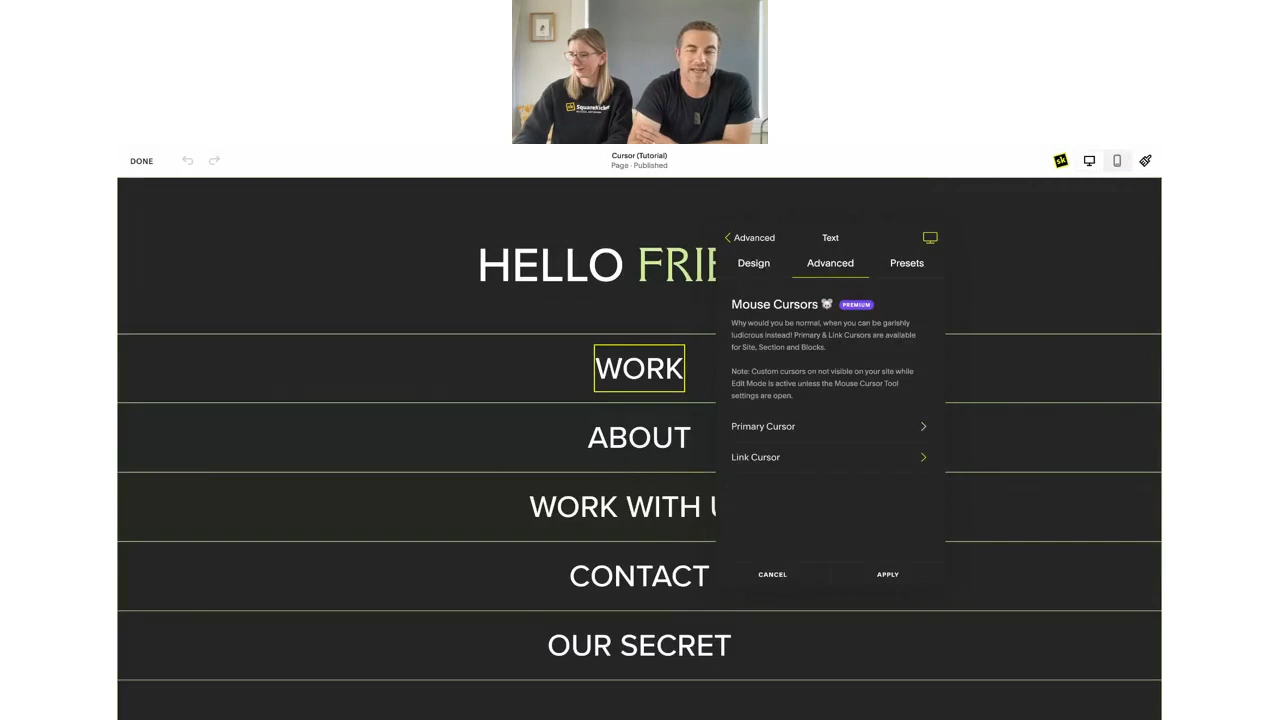 SquareKicker
DONE
Cursor (Tutorial)
Page · Published
sk
HELLO FRIE
WORK
ABOUT
WORK WITH U
CONTACT
OUR SECRET
Advanced
Text
Design
Advanced
Presets
Mouse Cursors
PREMIUM
Why would you be normal, when you can be garishly
ludicrous instead! Primary & Link Cursors are available
for Site, Section and Blocks.
Note: Custom cursors on not visible on your site while
Edit Mode is active unless the Mouse Cursor Tool
settings are open.
Primary Cursor
Link Cursor
CANCEL
APPLY